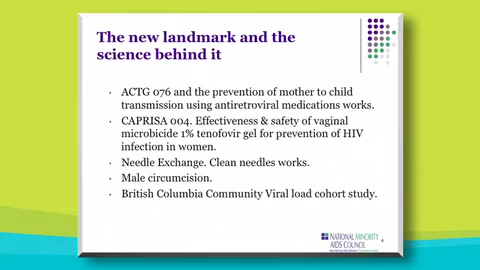 The new landmark and the
science behind it
· ACTG 076 and the prevention of mother to child
transmission using antiretroviral medications works.
· CAPRISA 004. Effectiveness & safety of vaginal
microbicide 1% tenofovir gel for prevention of HIV
infection in women.
· Needle Exchange. Clean needles works.
· Male circumcision.
· British Columbia Community Viral load cohort study.
NATIONAL MINORITY
AIDS COUNCIL
4